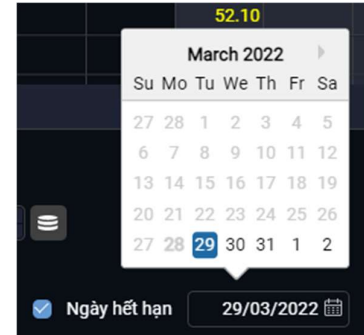 52.10
March 2022
Su Mo Tu We Th Fr Sa
27 28 1 2 3 4 5
6 7 8 9 10 11 12
13 14 15 16 17 18 19
20 21 22 23 24 25 26
27 28 29 30 31 1 2
Ngày hết hạn 29/03/2022